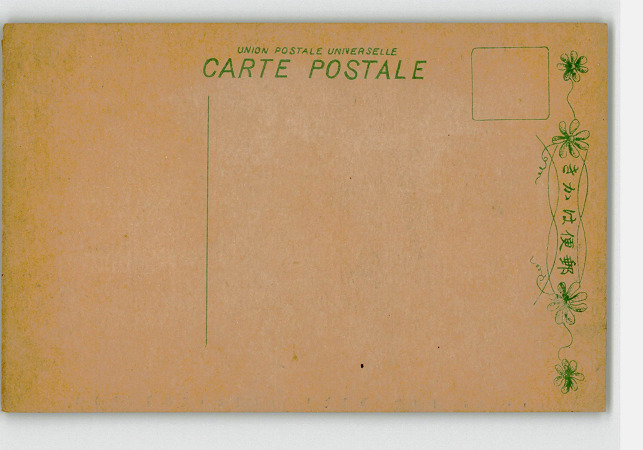 UNION POSTALE UNIVERSELLE
CARTE POSTALE
きかは便郵